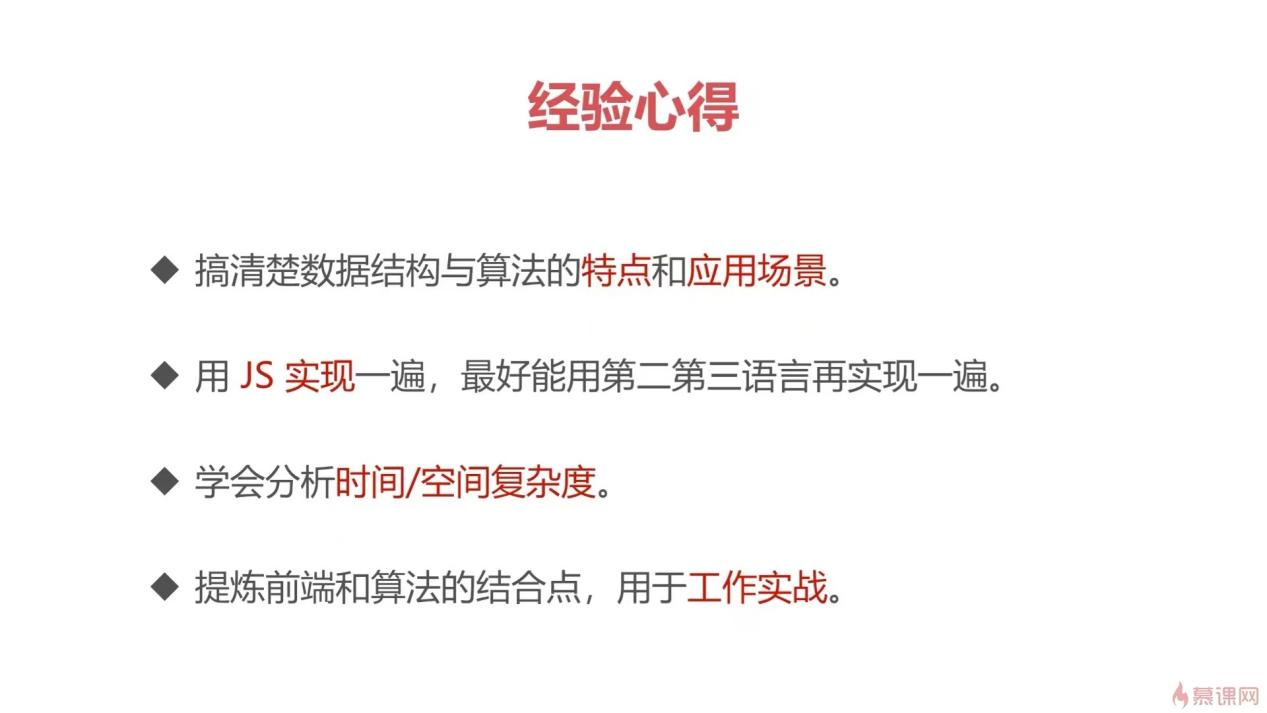 经验心得
◆ 搞清楚数据结构与算法的特点和应用场景。
◆ 用 JS 实现一遍，最好能用第二第三语言再实现一遍。
◆ 学会分析时间/空间复杂度。
◆ 提炼前端和算法的结合点，用于工作实战。
慕课网